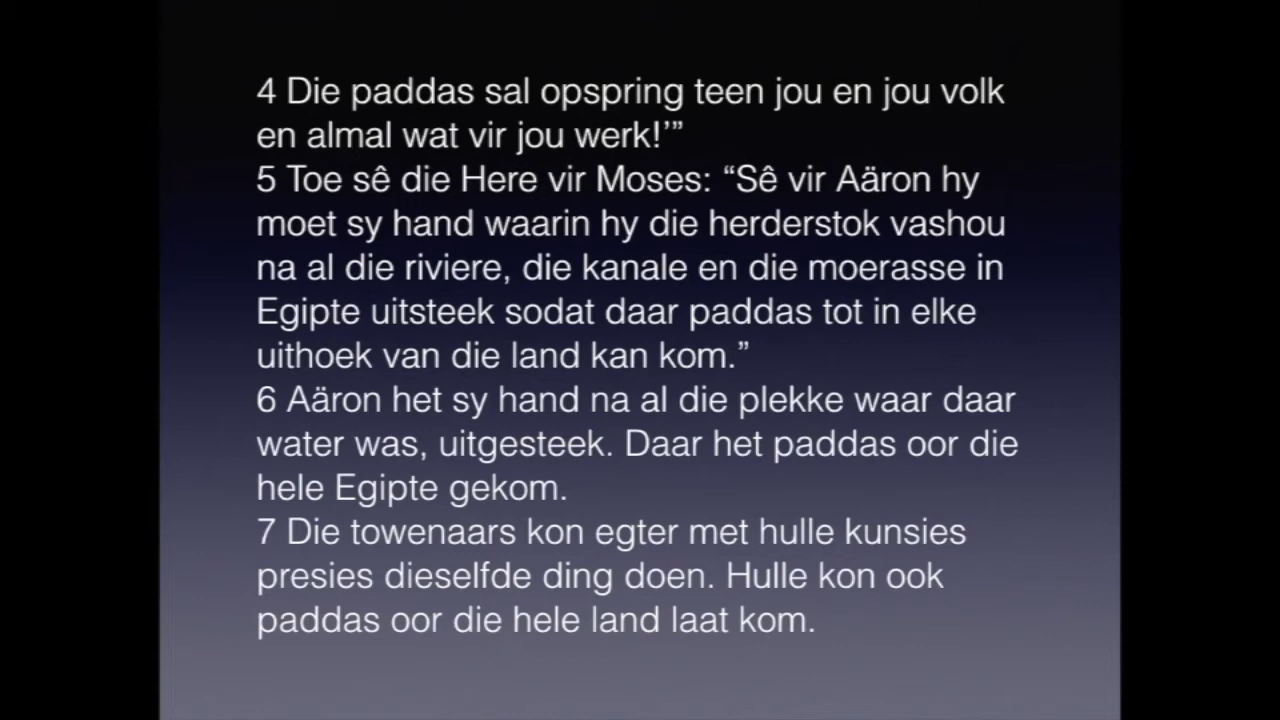 4 Die paddas sal opspring teen jou en jou volk
en almal wat vir jou werk!’”
5 Toe sê die Here vir Moses: “Sê vir Aäron hy
moet sy hand waarin hy die herderstok vashou
na al die riviere, die kanale en die moerasse in
Egipte uitsteek sodat daar paddas tot in elke
uithoek van die land kan kom.”
6 Aäron het sy hand na al die plekke waar daar
water was, uitgesteek. Daar het paddas oor die
hele Egipte gekom.
7 Die towenaars kon egter met hulle kunsies
presies dieselfde ding doen. Hulle kon ook
paddas oor die hele land laat kom.